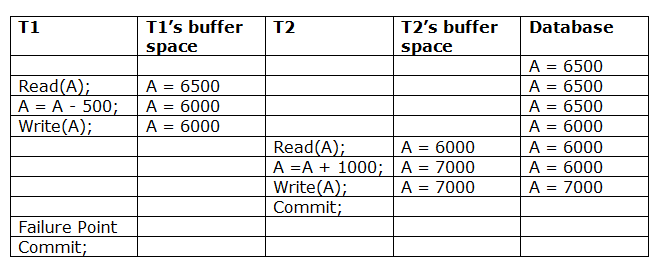 T1 T1's buffer space T2 T2's buffer space Database
A = 6500
Read(A); A = 6500 A = 6500
A = A - 500; A = 6000 A = 6500
Write(A); A = 6000 A = 6000
Read(A); A = 6000 A = 6000
A =A + 1000; A = 7000 A = 6000
Write(A); A = 7000 A = 7000
Commit;
Failure Point
Commit;